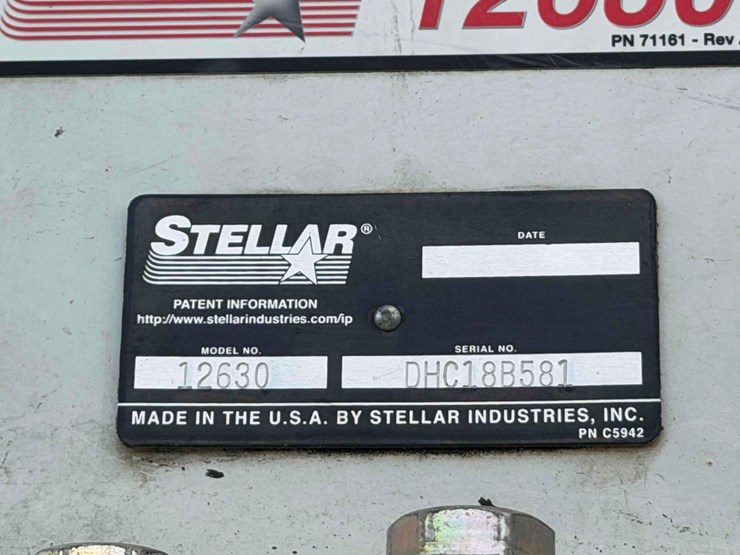 PN 71161 - Rev
STELLAR®
DATE
PATENT INFORMATION
http://www.stellarindustries.com/ip
MODEL NO.
SERIAL NO.
12630
DHC18B581
MADE IN THE U.S.A. BY STELLAR INDUSTRIES, INC.
PN C5942